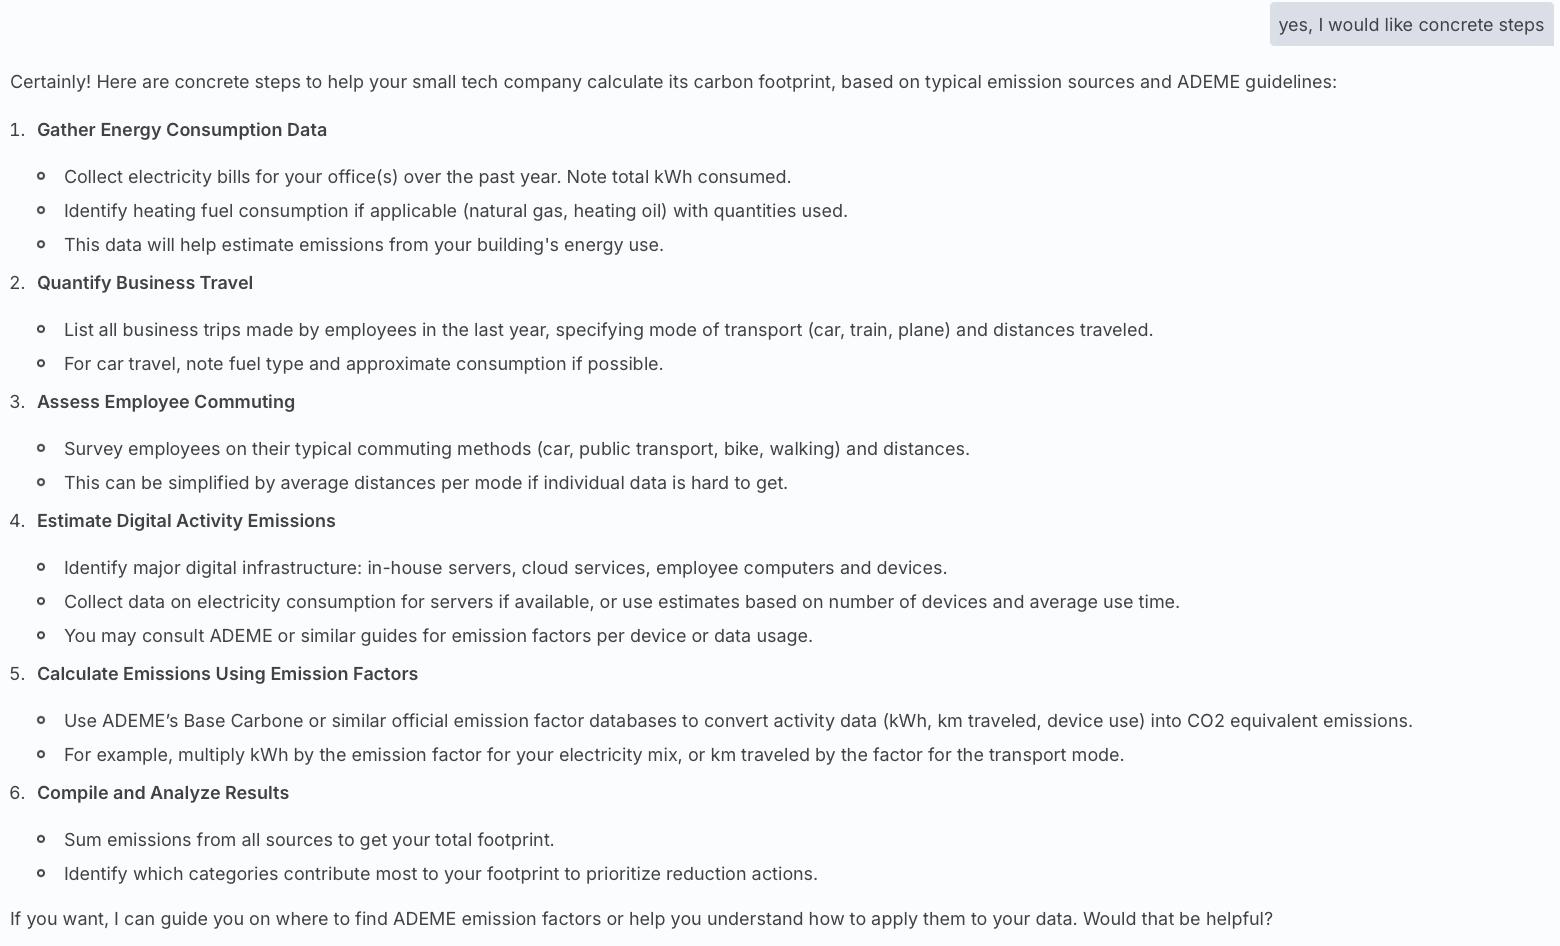 yes, I would like concrete steps
Certainly! Here are concrete steps to help your small tech company calculate its carbon footprint, based on typical emission sources and ADEME guidelines:
1. Gather Energy Consumption Data
Collect electricity bills for your office(s) over the past year. Note total kWh consumed.
Identify heating fuel consumption if applicable (natural gas, heating oil) with quantities used.
This data will help estimate emissions from your building's energy use.
2. Quantify Business Travel
List all business trips made by employees in the last year, specifying mode of transport (car, train, plane) and distances traveled.
For car travel, note fuel type and approximate consumption if possible.
3. Assess Employee Commuting
Survey employees on their typical commuting methods (car, public transport, bike, walking) and distances.
This can be simplified by average distances per mode if individual data is hard to get.
4. Estimate Digital Activity Emissions
Identify major digital infrastructure: in-house servers, cloud services, employee computers and devices.
Collect data on electricity consumption for servers if available, or use estimates based on number of devices and average use time.
You may consult ADEME or similar guides for emission factors per device or data usage.
5. Calculate Emissions Using Emission Factors
Use ADEME’s Base Carbone or similar official emission factor databases to convert activity data (kWh, km traveled, device use) into CO2 equivalent emissions.
For example, multiply kWh by the emission factor for your electricity mix, or km traveled by the factor for the transport mode.
6. Compile and Analyze Results
Sum emissions from all sources to get your total footprint.
Identify which categories contribute most to your footprint to prioritize reduction actions.
If you want, I can guide you on where to find ADEME emission factors or help you understand how to apply them to your data. Would that be helpful?